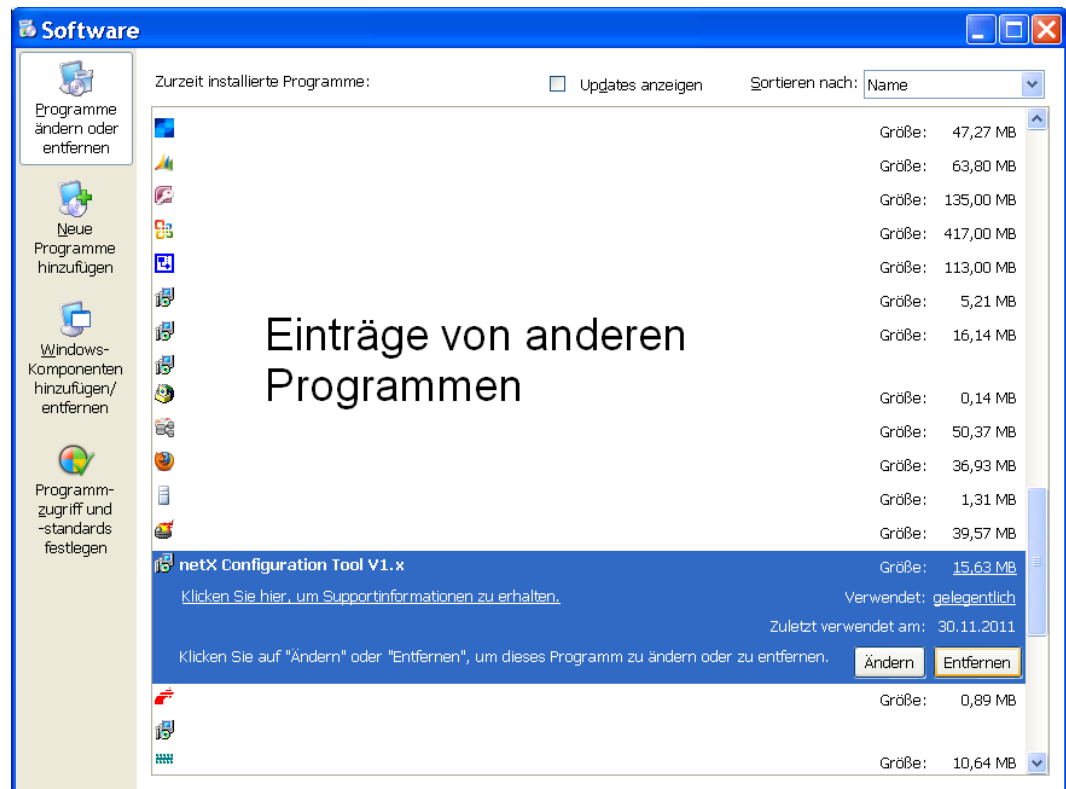 Software
Programme
ändern oder
entfernen
Neue
Programme
hinzufügen
Windows-
Komponenten
hinzufügen/
entfernen
Programm-
zugriff und
-standards
festlegen
Zurzeit installierte Programme: Updates anzeigen Sortieren nach: Name
Größe: 47,27 MB
Größe: 63,80 MB
Größe: 135,00 MB
Größe: 417,00 MB
Größe: 113,00 MB
Größe: 5,21 MB
Größe: 16,14 MB
Einträge von anderen
Programmen
Größe: 0,14 MB
Größe: 50,37 MB
Größe: 36,93 MB
Größe: 1,31 MB
Größe: 39,57 MB
netX Configuration Tool V1.x Größe: 15,63 MB
Klicken Sie hier, um Supportinformationen zu erhalten. Verwendet: gelegentlich
Zuletzt verwendet am: 30.11.2011
Klicken Sie auf "Ändern" oder "Entfernen", um dieses Programm zu ändern oder zu entfernen. Ändern Entfernen
Größe: 0,89 MB
Größe: 10,64 MB